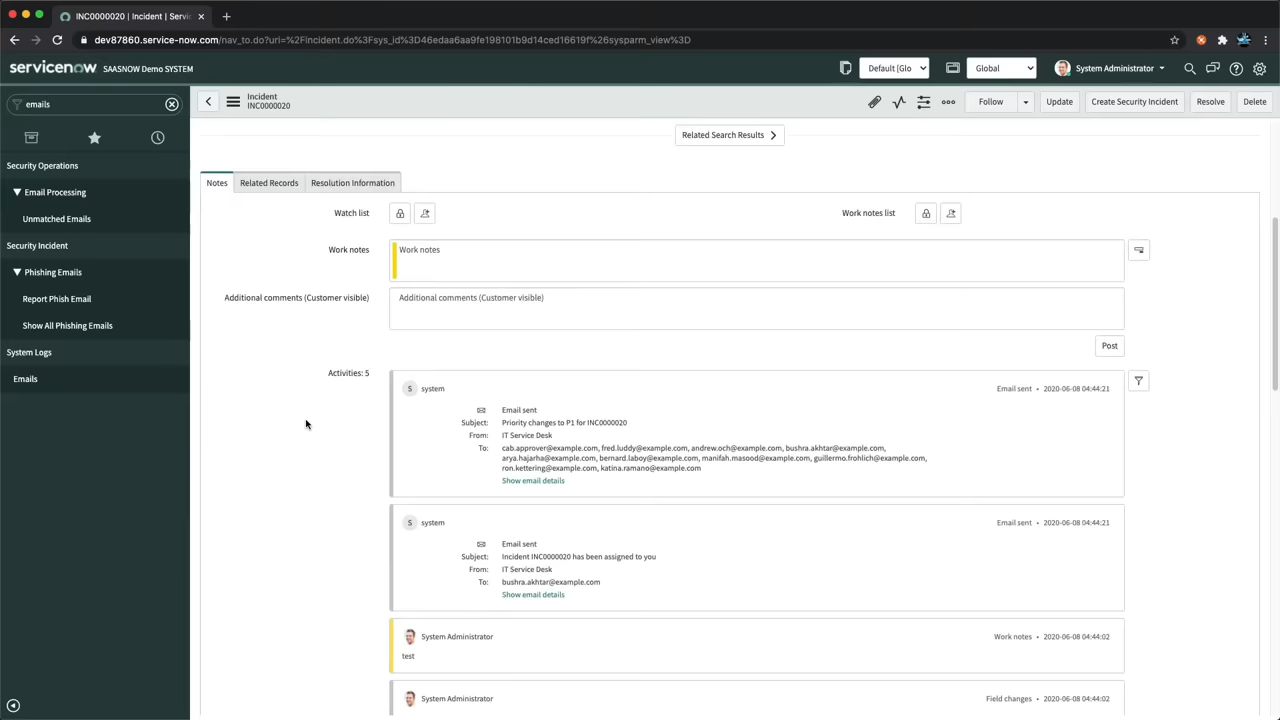 INC0000020 | Incident | Servic
dev87860.service-now.com/nav_to.do?uri=%2Fincident.do%3Fsys_id%3D46edaa6aa9fe198101b9d14ced16619f%26sysparm_view%3D
servicenow SAASNOW Demo SYSTEM
Default [Glo
Global
System Administrator
emails
Incident
INC0000020
Follow
Update
Create Security Incident
Resolve
Delete
Related Search Results
Security Operations
Email Processing
Unmatched Emails
Security Incident
Phishing Emails
Report Phish Email
Show All Phishing Emails
System Logs
Emails
Notes
Related Records
Resolution Information
Watch list
Work notes list
Work notes
Work notes
Additional comments (Customer visible)
Additional comments (Customer visible)
Post
Activities: 5
S system
Email sent • 2020-06-08 04:44:21
Email sent
Subject: Priority changes to P1 for INC0000020
From: IT Service Desk
To: cab.approver@example.com, fred.luddy@example.com, andrew.och@example.com, bushra.akhtar@example.com,
arya.hajarha@example.com, bernard.laboy@example.com, manifah.masood@example.com, guillermo.frohlich@example.com,
ron.kettering@example.com, katina.ramano@example.com
Show email details
S system
Email sent • 2020-06-08 04:44:21
Email sent
Subject: Incident INC0000020 has been assigned to you
From: IT Service Desk
To: bushra.akhtar@example.com
Show email details
System Administrator
Work notes • 2020-06-08 04:44:02
test
System Administrator
Field changes • 2020-06-08 04:44:02